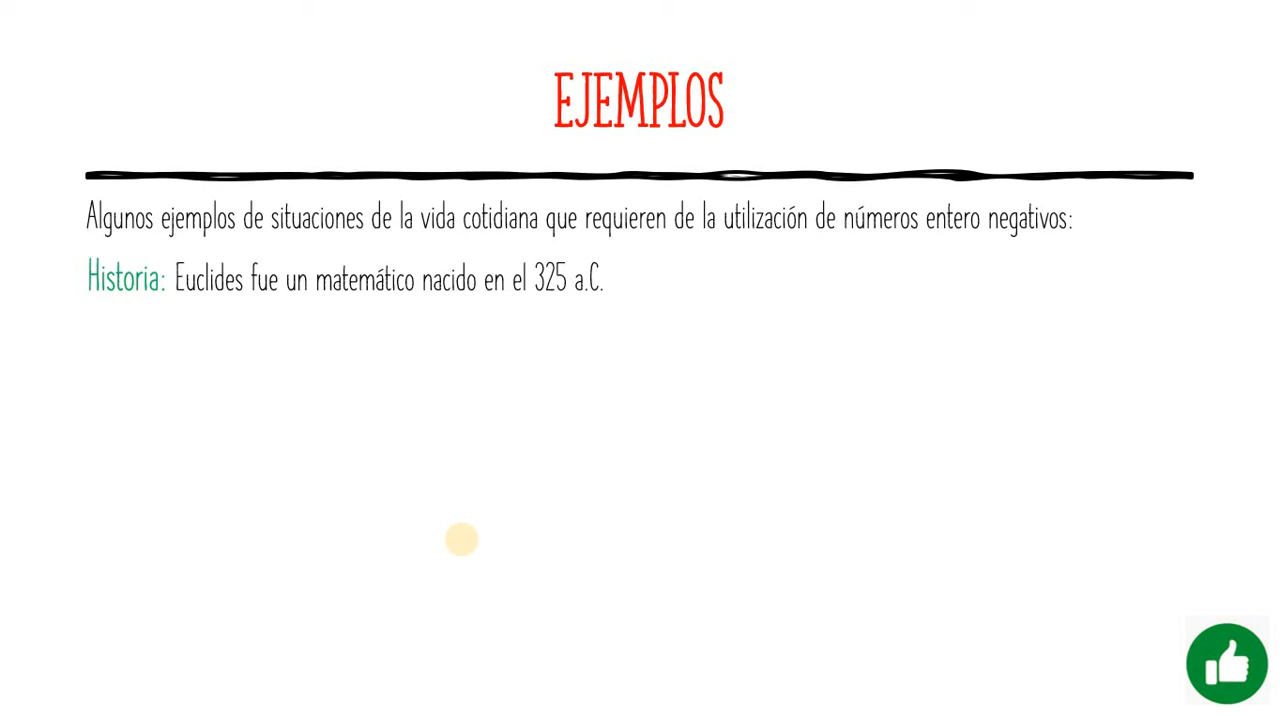 EJEMPLOS
Algunos ejemplos de situaciones de la vida cotidiana que requieren de la utilización de números entero negativos:
Historia: Euclides fue un matemático nacido en el 325 a.C.